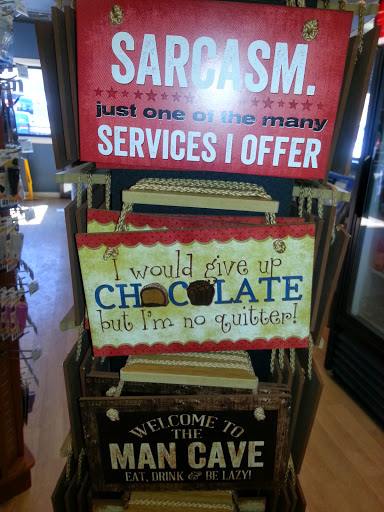 SARCASM.
just one of the many
SERVICES I OFFER
I would give up
CHOCOLATE
but I'm no quitter!
WELCOME TO
THE
MAN CAVE
EAT, DRINK & BE LAZY!